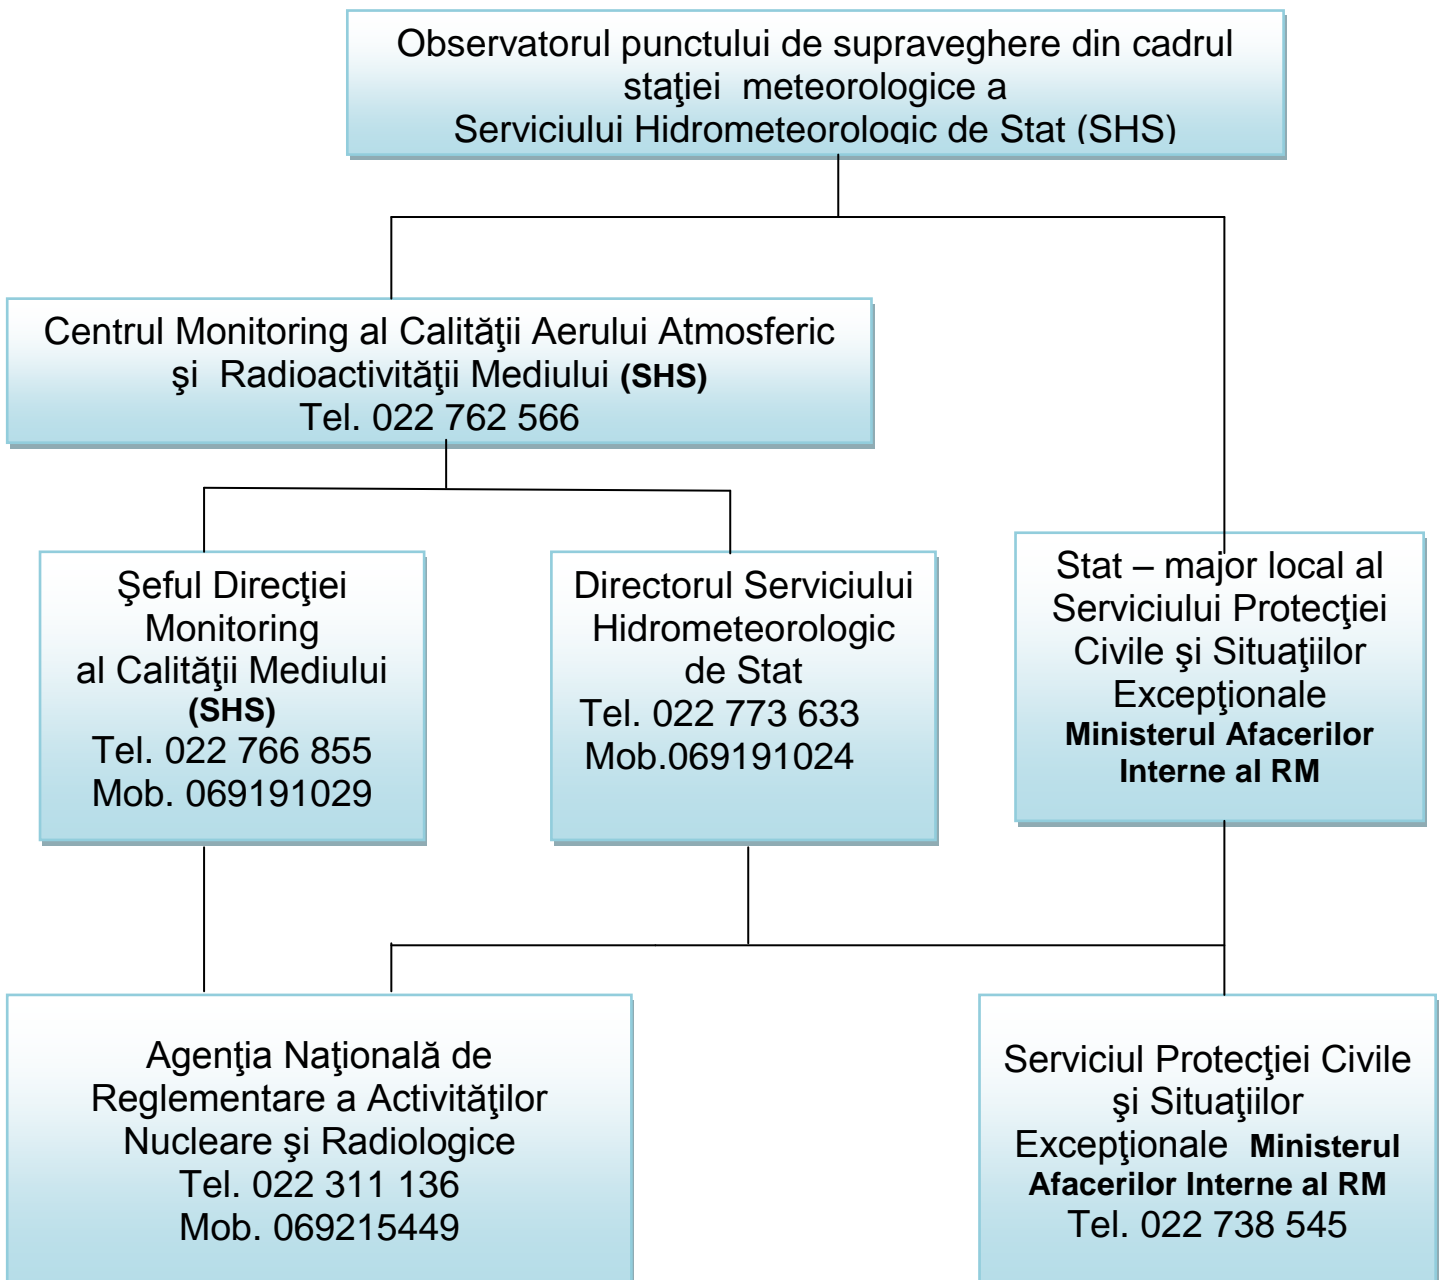 Observatorul punctului de supraveghere din cadrul
staţiei meteorologice a
Serviciului Hidrometeorologic de Stat (SHS)
Centrul Monitoring al Calităţii Aerului Atmosferic
şi Radioactivităţii Mediului (SHS)
Tel. 022 762 566
Şeful Direcţiei
Monitoring
al Calităţii Mediului
(SHS)
Tel. 022 766 855
Mob. 069191029
Directorul Serviciului
Hidrometeorologic
de Stat
Tel. 022 773 633
Mob.069191024
Stat – major local al
Serviciului Protecţiei
Civile şi Situaţiilor
Excepţionale
Ministerul Afacerilor
Interne al RM
Agenţia Naţională de
Reglementare a Activităţilor
Nucleare şi Radiologice
Tel. 022 311 136
Mob. 069215449
Serviciul Protecţiei Civile
şi Situaţiilor
Excepţionale Ministerul
Afacerilor Interne al RM
Tel. 022 738 545